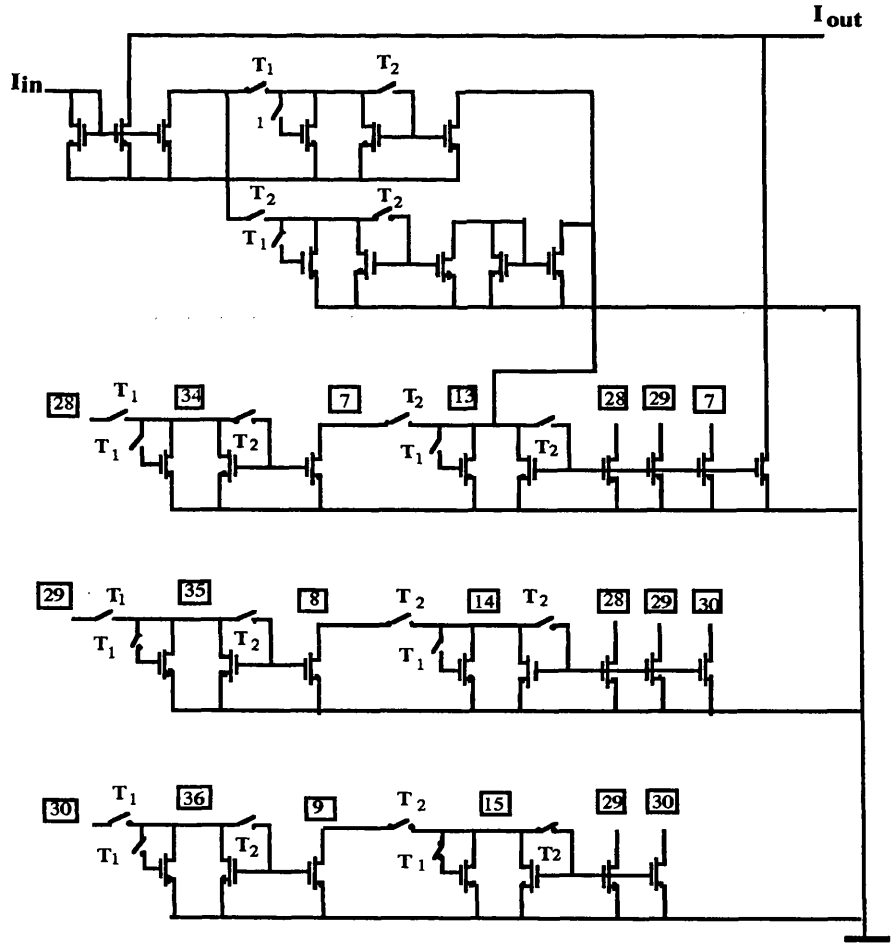 I out
I in
T1 T2
1
T2 T2
T1
28 T1 34 7 T2 13 28 29 7
T1 T2 T1 T2
29 T1 35 8 T2 14 T2 28 29 30
T1 T2 T1
30 T1 36 9 T2 15 29 30
T1 T2 T1 T2